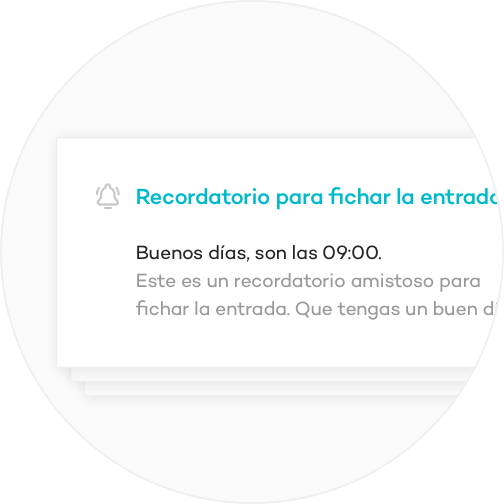 Recordatorio para fichar la entrada
Buenos días, son las 09:00.
Este es un recordatorio amistoso para
fichar la entrada. Que tengas un buen